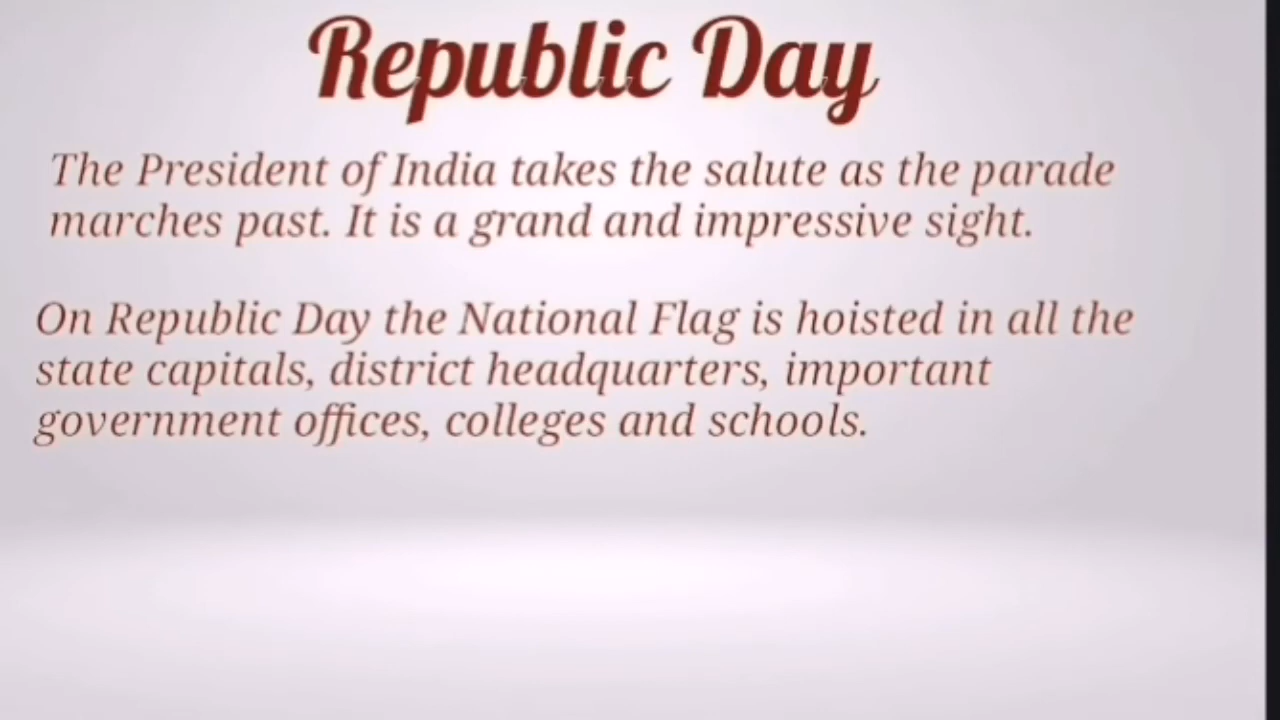 Republic Day
The President of India takes the salute as the parade
marches past. It is a grand and impressive sight.
On Republic Day the National Flag is hoisted in all the
state capitals, district headquarters, important
government offices, colleges and schools.